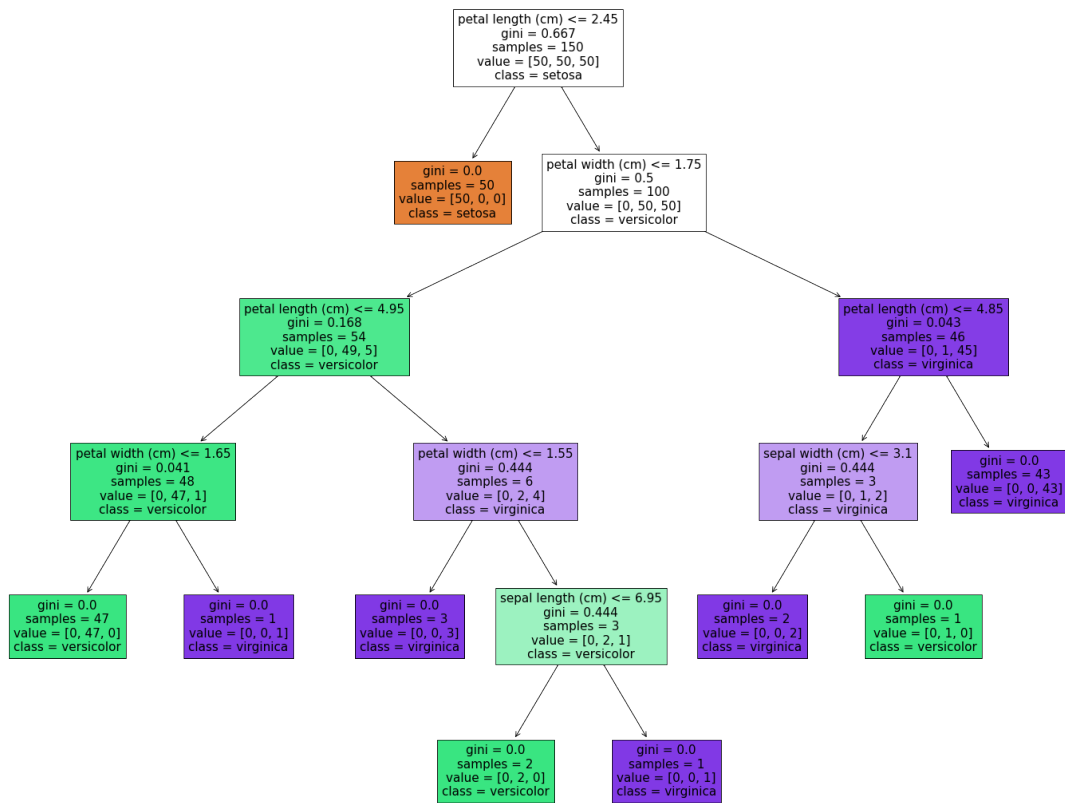 petal length (cm) <= 2.45
gini = 0.667
samples = 150
value = [50, 50, 50]
class = setosa
gini = 0.0
samples = 50
value = [50, 0, 0]
class = setosa
petal width (cm) <= 1.75
gini = 0.5
samples = 100
value = [0, 50, 50]
class = versicolor
petal length (cm) <= 4.95
gini = 0.168
samples = 54
value = [0, 49, 5]
class = versicolor
petal length (cm) <= 4.85
gini = 0.043
samples = 46
value = [0, 1, 45]
class = virginica
petal width (cm) <= 1.65
gini = 0.041
samples = 48
value = [0, 47, 1]
class = versicolor
petal width (cm) <= 1.55
gini = 0.444
samples = 6
value = [0, 2, 4]
class = virginica
sepal width (cm) <= 3.1
gini = 0.444
samples = 3
value = [0, 1, 2]
class = virginica
gini = 0.0
samples = 43
value = [0, 0, 43]
class = virginica
gini = 0.0
samples = 47
value = [0, 47, 0]
class = versicolor
gini = 0.0
samples = 1
value = [0, 0, 1]
class = virginica
gini = 0.0
samples = 3
value = [0, 0, 3]
class = virginica
sepal length (cm) <= 6.95
gini = 0.444
samples = 3
value = [0, 2, 1]
class = versicolor
gini = 0.0
samples = 2
value = [0, 0, 2]
class = virginica
gini = 0.0
samples = 1
value = [0, 1, 0]
class = versicolor
gini = 0.0
samples = 2
value = [0, 2, 0]
class = versicolor
gini = 0.0
samples = 1
value = [0, 0, 1]
class = virginica